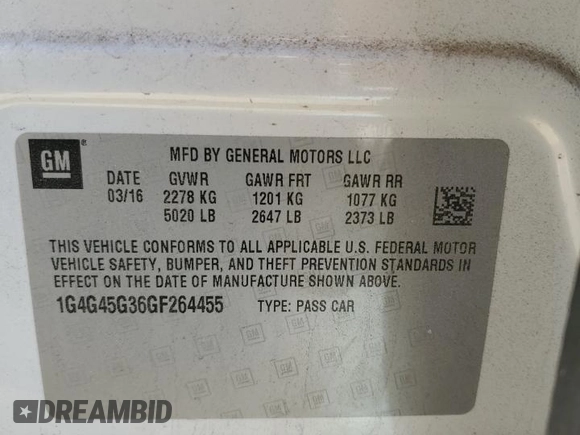 GM
MFD BY GENERAL MOTORS LLC
DATE GVWR GAWR FRT GAWR RR
03/16 2278 KG 1201 KG 1077 KG
5020 LB 2647 LB 2373 LB
THIS VEHICLE CONFORMS TO ALL APPLICABLE U.S. FEDERAL MOTOR
VEHICLE SAFETY, BUMPER, AND THEFT PREVENTION STANDARDS IN
EFFECT ON THE DATE OF MANUFACTURE SHOWN ABOVE.
1G4G45G36GF264455 TYPE: PASS CAR
DREAMBID